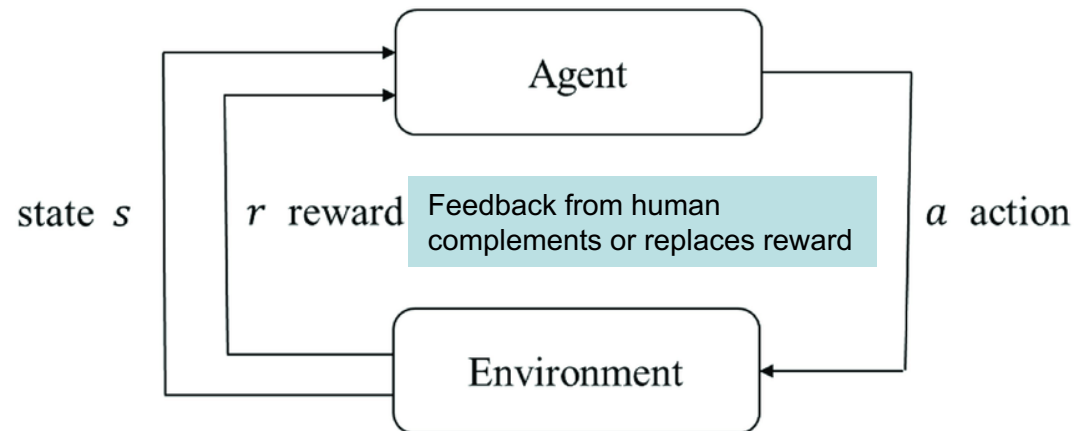 Agent
state s
r reward
Feedback from human
complements or replaces reward
a action
Environment